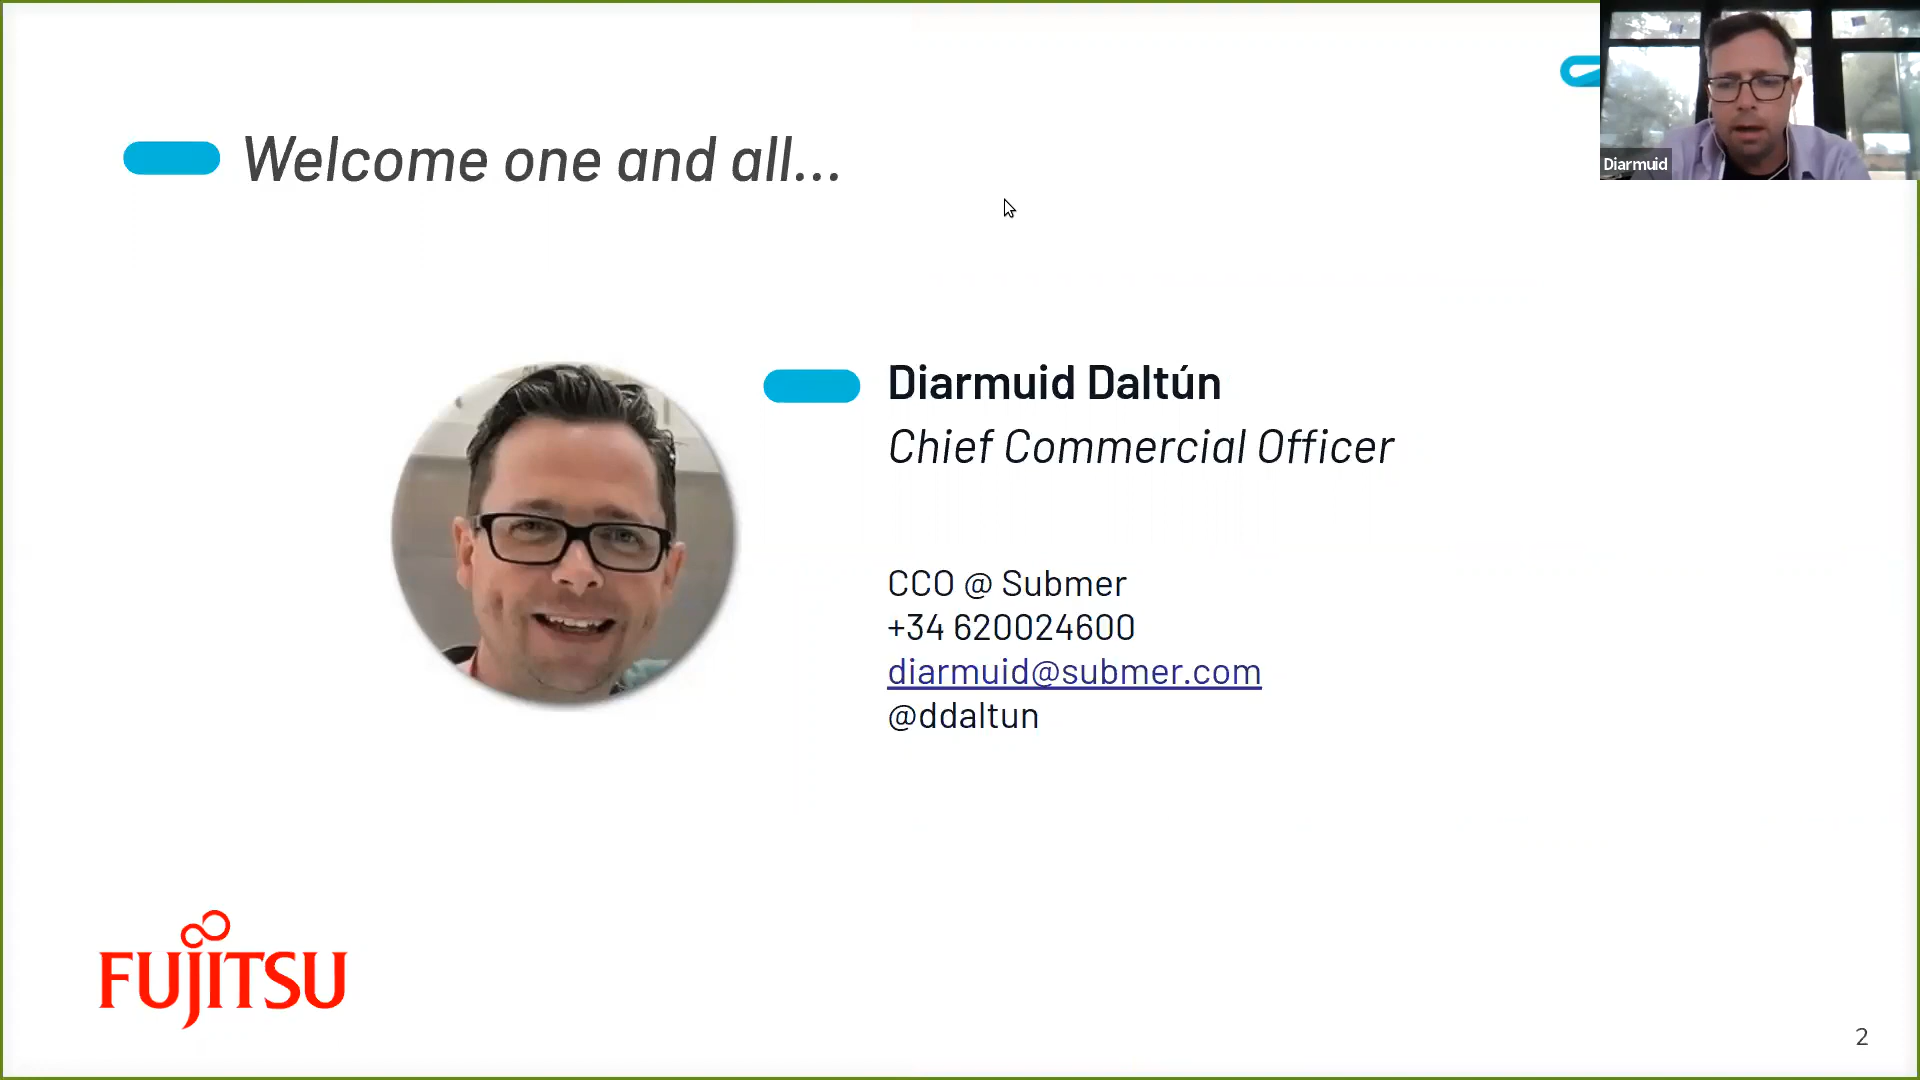 Welcome one and all...
Diarmuid
Diarmuid Daltún
Chief Commercial Officer
CCO @ Submer
+34 620024600
diarmuid@submer.com
@ddaltun
FUJITSU
2